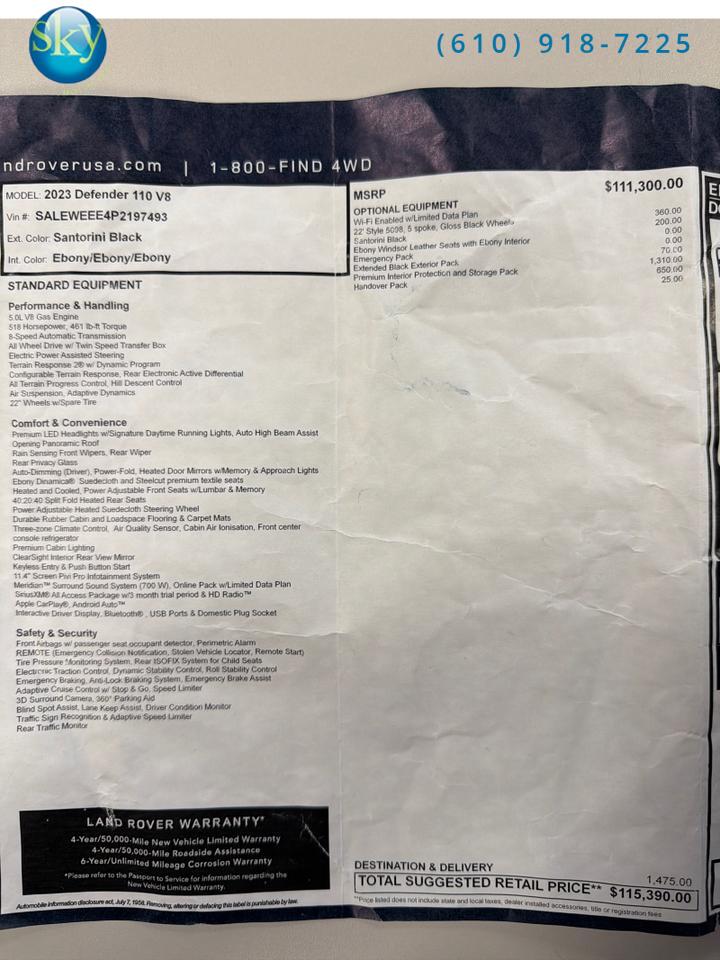 sky
(610) 918-7225
ndroverusa.com | 1-800-FIND 4WD
MODEL: 2023 Defender 110 V8
Vin #: SALEWEEE4P2197493
Ext. Color: Santorini Black
Int. Color: Ebony/Ebony/Ebony
STANDARD EQUIPMENT
Performance & Handling
5.0L V8 Gas Engine
518 Horsepower, 461 lb-ft Torque
8-Speed Automatic Transmission
All Wheel Drive w/ Twin Speed Transfer Box
Electric Power Assisted Steering
Terrain Response 2® w/ Dynamic Program
Configurable Terrain Response, Rear Electronic Active Differential
All Terrain Progress Control, Hill Descent Control
Air Suspension, Adaptive Dynamics
22" Wheels w/Spare Tire
Comfort & Convenience
Premium LED Headlights w/Signature Daytime Running Lights, Auto High Beam Assist
Opening Panoramic Roof
Rain Sensing Front Wipers, Rear Wiper
Rear Privacy Glass
Auto-Dimming (Driver), Power-Fold, Heated Door Mirrors w/Memory & Approach Lights
Ebony Dinamica® Suedecloth and Steelcut premium textile seats
Heated and Cooled, Power Adjustable Front Seats w/Lumbar & Memory
40:20:40 Split Fold Heated Rear Seats
Power Adjustable Heated Suedecloth Steering Wheel
Durable Rubber Cabin and Loadspace Flooring & Carpet Mats
Three-zone Climate Control, Air Quality Sensor, Cabin Air Ionisation, Front center
console refrigerator
Premium Cabin Lighting
ClearSight Interior Rear View Mirror
Keyless Entry & Push Button Start
11.4" Screen Pivi Pro Infotainment System
Meridian™ Surround Sound System (700 W), Online Pack w/Limited Data Plan
SiriusXM® All Access Package w/3 month trial period & HD Radio™
Apple CarPlay®, Android Auto™
Interactive Driver Display, Bluetooth® , USB Ports & Domestic Plug Socket
Safety & Security
Front Airbags w/ passenger seat occupant detector, Perimetric Alarm
REMOTE (Emergency Collision Notification, Stolen Vehicle Locator, Remote Start)
Tire Pressure Monitoring System, Rear ISOFIX System for Child Seats
Electronic Traction Control, Dynamic Stability Control, Roll Stability Control
Emergency Braking, Anti-Lock Braking System, Emergency Brake Assist
Adaptive Cruise Control w/ Stop & Go, Speed Limiter
3D Surround Camera, 360° Parking Aid
Blind Spot Assist, Lane Keep Assist, Driver Condition Monitor
Traffic Sign Recognition & Adaptive Speed Limiter
Rear Traffic Monitor
LAND ROVER WARRANTY*
4-Year/50,000-Mile New Vehicle Limited Warranty
4-Year/50,000-Mile Roadside Assistance
6-Year/Unlimited Mileage Corrosion Warranty
*Please refer to the Passport to Service for information regarding the
New Vehicle Limited Warranty.
Automobile information disclosure act, July 7, 1958. Removing, altering or defacing this label is punishable by law.
MSRP $111,300.00
OPTIONAL EQUIPMENT
Wi-Fi Enabled w/Limited Data Plan 360.00
22' Style 5098, 5 spoke, Gloss Black Wheels 200.00
Santorini Black 0.00
Ebony Windsor Leather Seats with Ebony Interior 0.00
Emergency Pack 70.00
Extended Black Exterior Pack 1,310.00
Premium Interior Protection and Storage Pack 650.00
Handover Pack 25.00
DESTINATION & DELIVERY 1,475.00
TOTAL SUGGESTED RETAIL PRICE** $115,390.00
**Price listed does not include state and local taxes, dealer installed accessories, title or registration fees